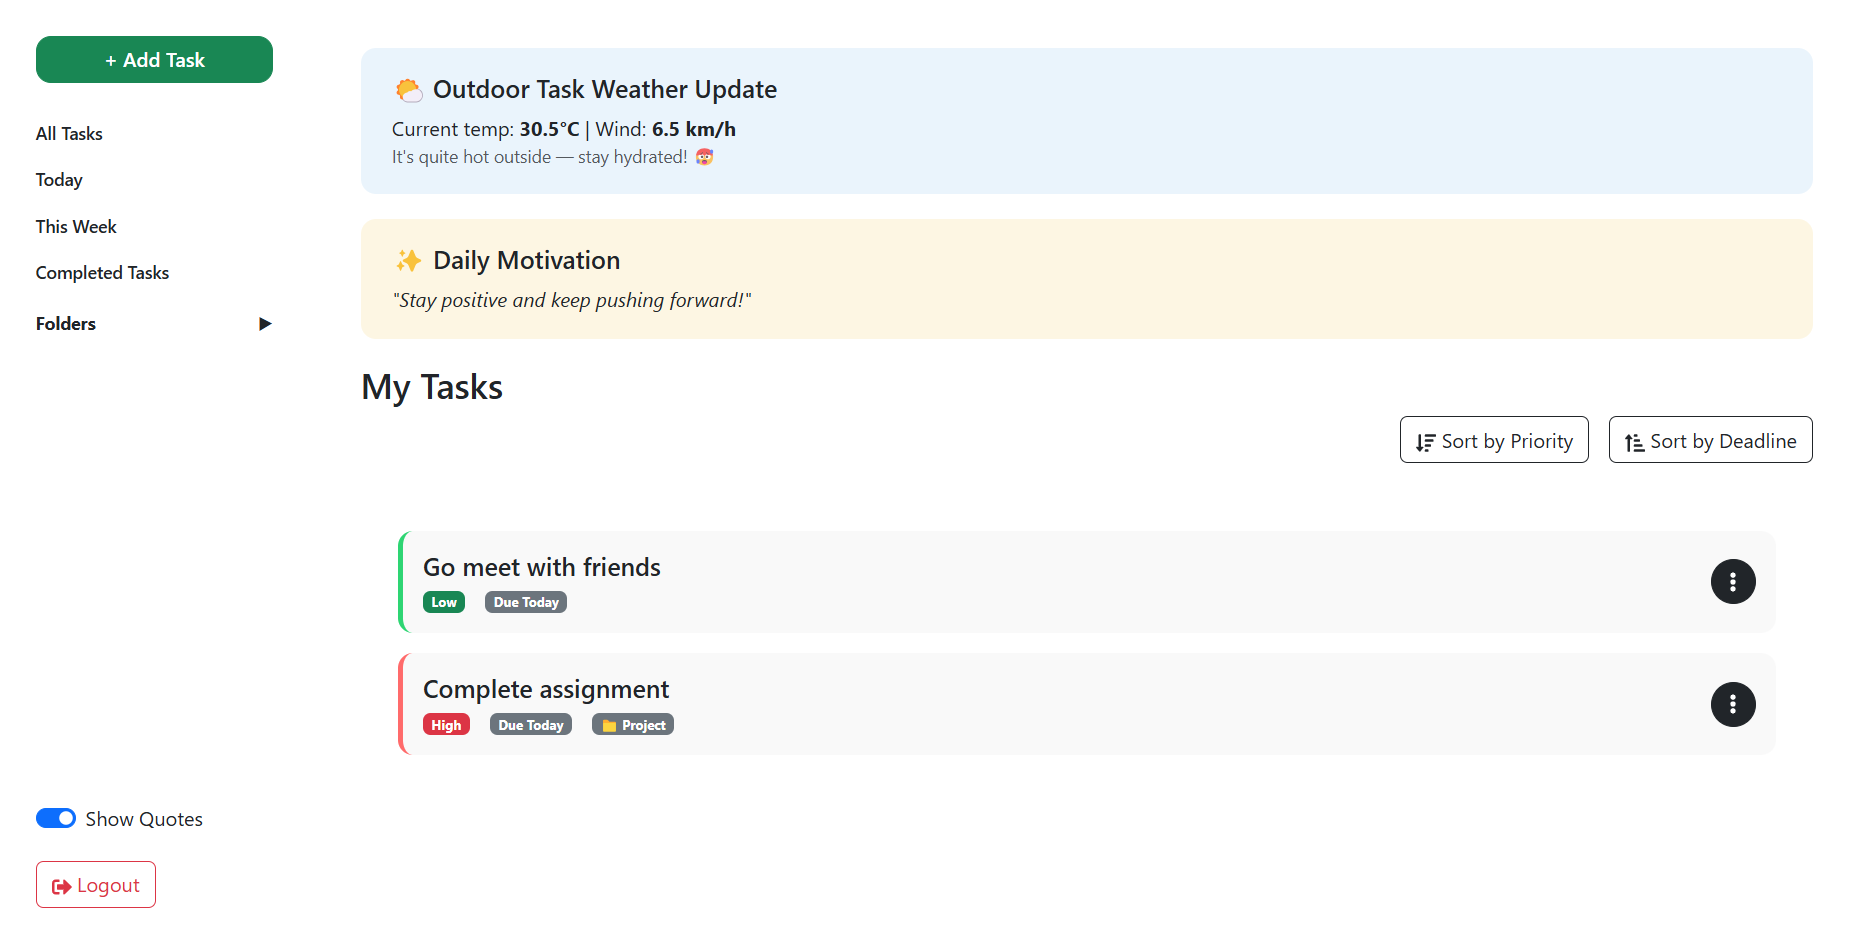 + Add Task
All Tasks
Today
This Week
Completed Tasks
Folders
Show Quotes
Logout
Outdoor Task Weather Update
Current temp: 30.5°C | Wind: 6.5 km/h
It's quite hot outside — stay hydrated!
Daily Motivation
"Stay positive and keep pushing forward!"
My Tasks
Sort by Priority Sort by Deadline
Go meet with friends
Low Due Today
Complete assignment
High Due Today Project